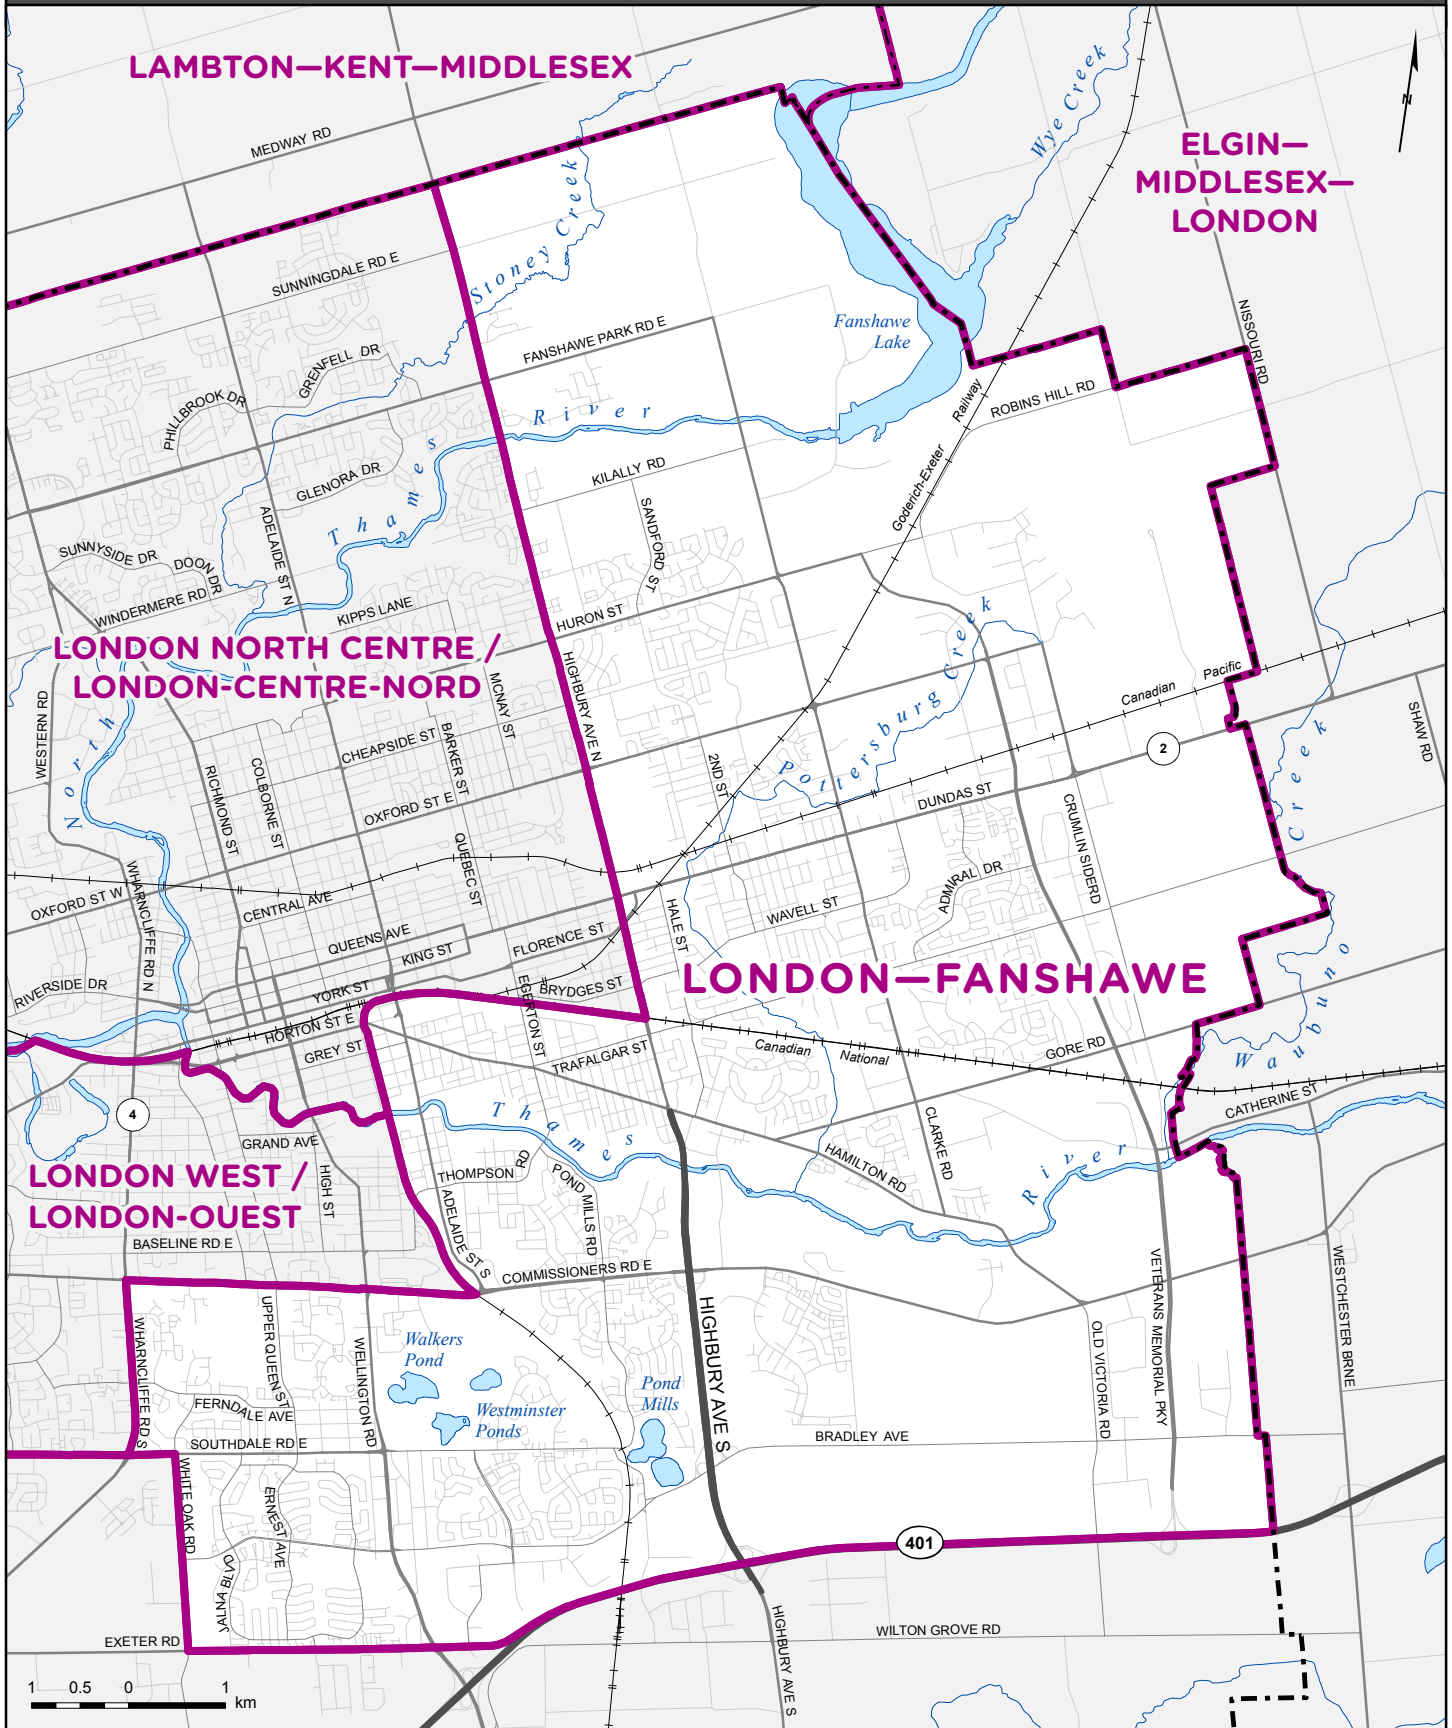 LAMBTON—KENT—MIDDLESEX
MEDWAY RD
Wye Creek
N
ELGIN—
MIDDLESEX—
LONDON
Stoney Creek
SUNNINGDALE RD E
FANSHAWE PARK RD E
Fanshawe
Lake
NISSOURI RD
GRENFELL DR
PHILLBROOK DR
ROBINS HILL RD
Goderich-Exeter Railway
North Thames River
KILALLY RD
GLENORA DR
SANDFORD ST
ADELAIDE ST N
SUNNYSIDE DR
DOON DR
WINDERMERE RD
KIPPS LANE
HURON ST
LONDON NORTH CENTRE /
LONDON-CENTRE-NORD
HIGHBURY AVE N
MCNAY ST
Pottersburg Creek
Canadian Pacific
SHAW RD
WESTERN RD
CHEAPSIDE ST
BARKER ST
2
2ND ST
RICHMOND ST
COLBORNE ST
OXFORD ST E
DUNDAS ST
CRUMLIN SIDERD
QUEBEC ST
WHARNCLIFFE RD N
OXFORD ST W
CENTRAL AVE
ADMIRAL DR
WAVELL ST
HALE ST
QUEENS AVE
KING ST
FLORENCE ST
LONDON—FANSHAWE
Waubuno Creek
RIVERSIDE DR
YORK ST
EGERTON ST
BRYDGES ST
HORTON ST E
GREY ST
TRAFALGAR ST
Canadian National
GORE RD
CATHERINE ST
4
GRAND AVE
Thames River
CLARKE RD
HAMILTON RD
LONDON WEST /
LONDON-OUEST
HIGH ST
THOMPSON RD
POND MILLS RD
ADELAIDE ST S
BASELINE RD E
COMMISSIONERS RD E
VETERANS MEMORIAL PKY
WESTCHESTER BRNE
WHARNCLIFFE RD S
UPPER QUEEN ST
WELLINGTON RD
Walkers
Pond
HIGHBURY AVE S
OLD VICTORIA RD
Pond
Mills
Westminster
Ponds
FERNDALE AVE
SOUTHDALE RD E
BRADLEY AVE
WHITE OAK RD
ERNEST AVE
JALNA BLVD
401
EXETER RD
WILTON GROVE RD
HIGHBURY AVE S
1 0.5 0 1
km